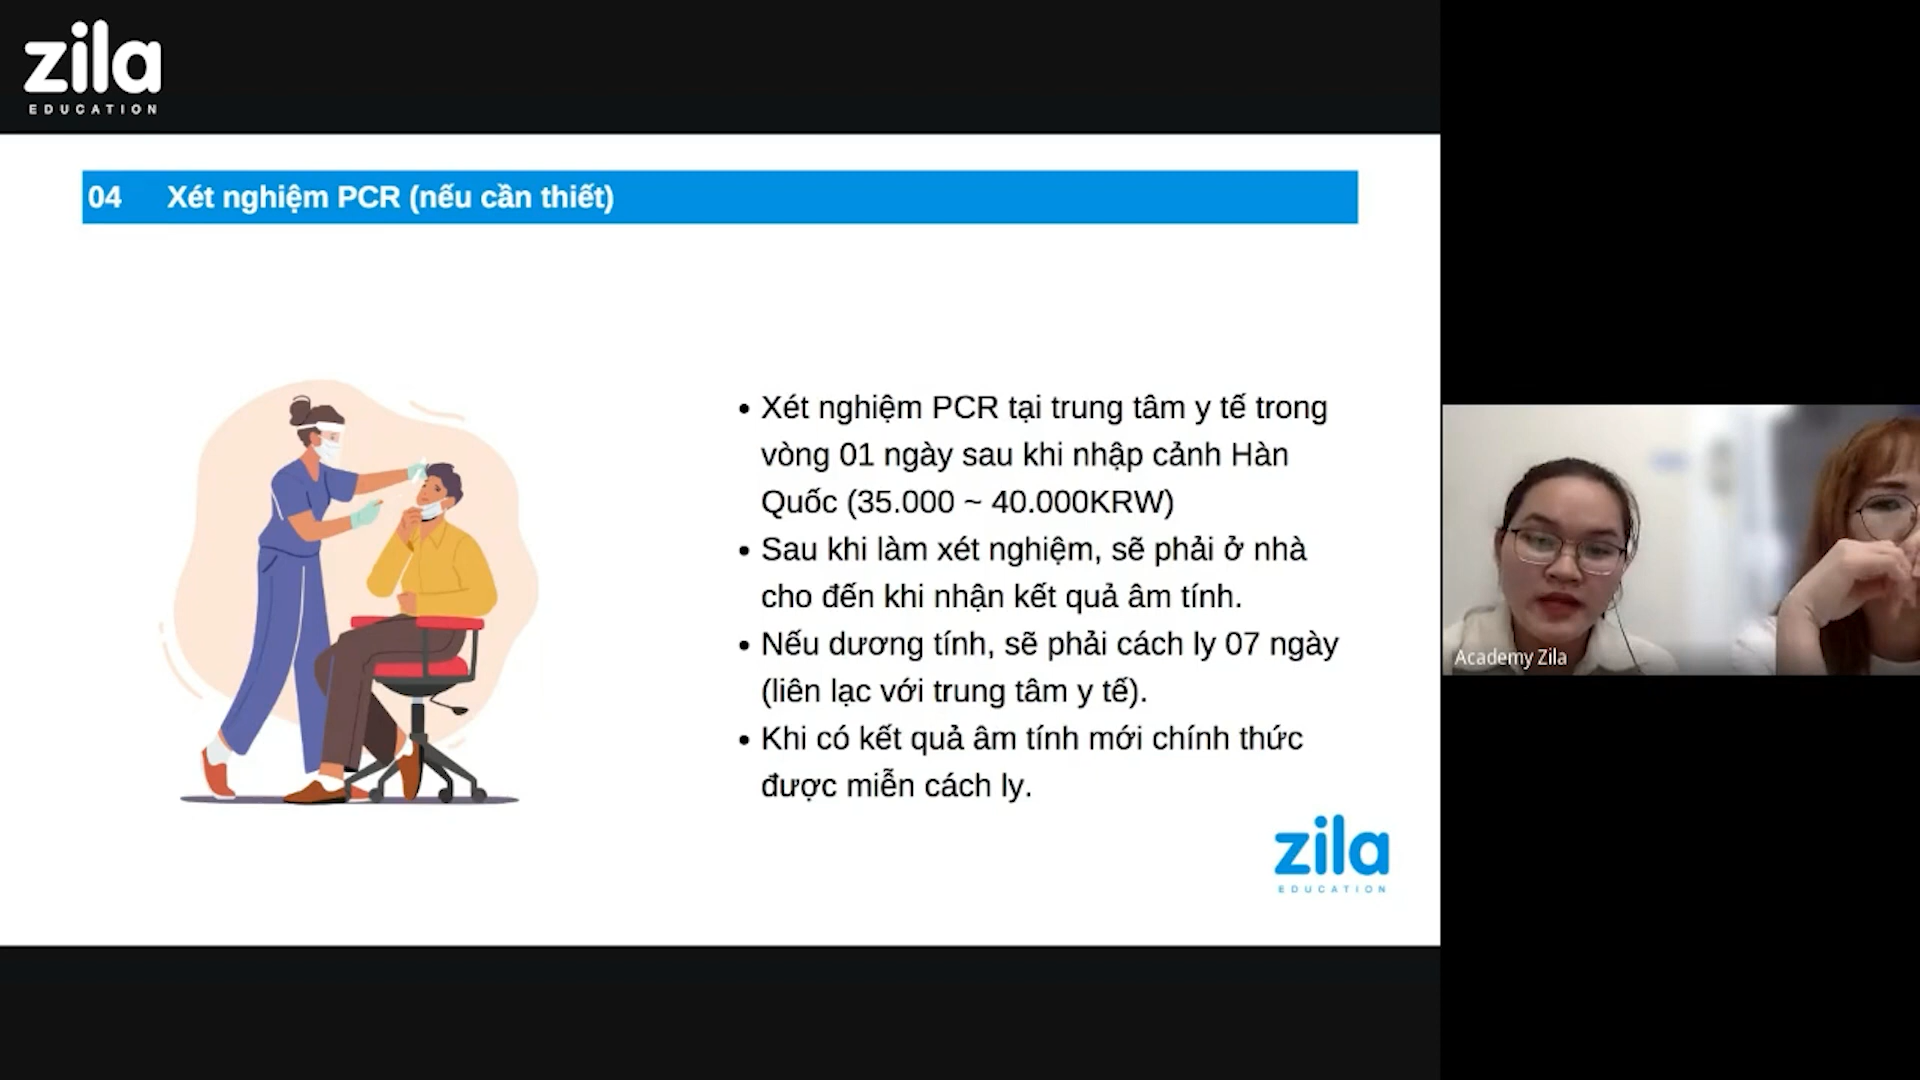 zila
EDUCATION
04 Xét nghiệm PCR (nếu cần thiết)
• Xét nghiệm PCR tại trung tâm y tế trong
vòng 01 ngày sau khi nhập cảnh Hàn
Quốc (35.000 ~ 40.000KRW)
• Sau khi làm xét nghiệm, sẽ phải ở nhà
cho đến khi nhận kết quả âm tính.
• Nếu dương tính, sẽ phải cách ly 07 ngày
(liên lạc với trung tâm y tế).
• Khi có kết quả âm tính mới chính thức
được miễn cách ly.
zila
EDUCATION
Academy Zila